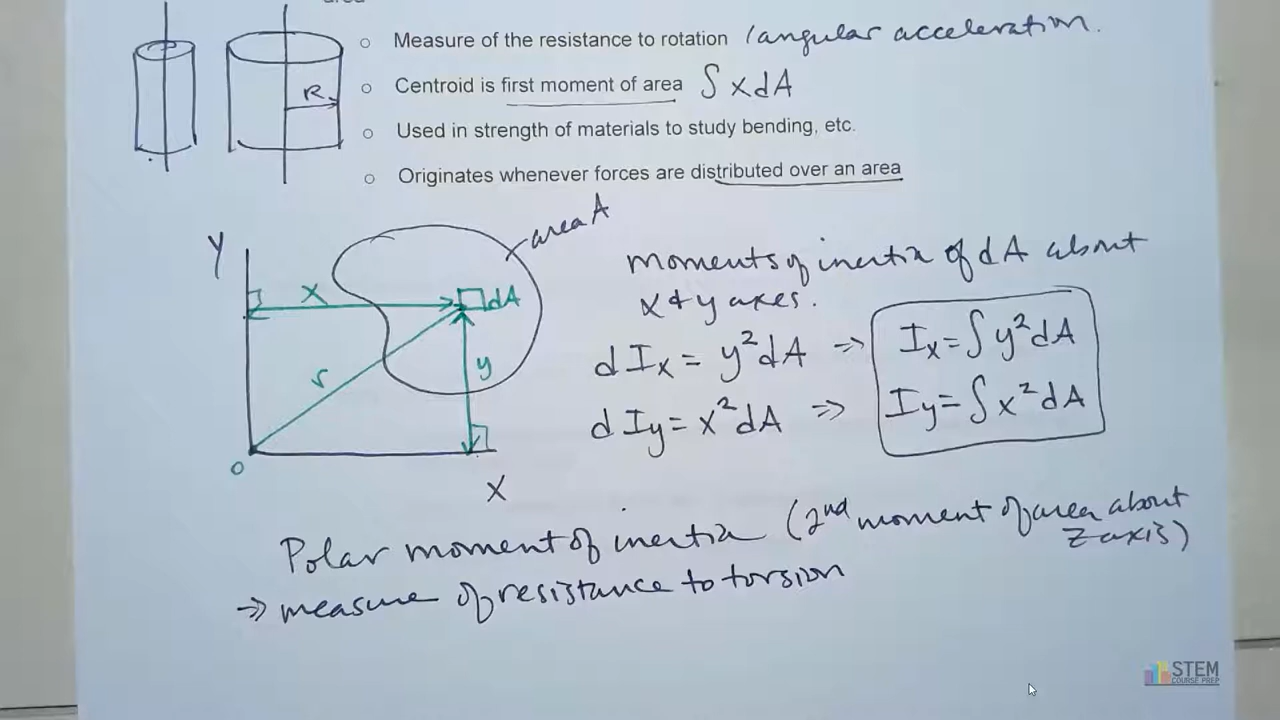 area
Measure of the resistance to rotation /angular acceleration.
R
Centroid is first moment of area ∫ x dA
Used in strength of materials to study bending, etc.
Originates whenever forces are distributed over an area
area A
Y
moments of inertia of dA about
x & y axes.
x
dA
dIx = y²dA ⇒ Ix = ∫ y²dA
r
y
dIy = x²dA ⇒ Iy = ∫ x²dA
O
X
Polar moment of inertia (2nd moment of area about
z axis)
⇒ measure of resistance to torsion
STEM
COURSE PREP